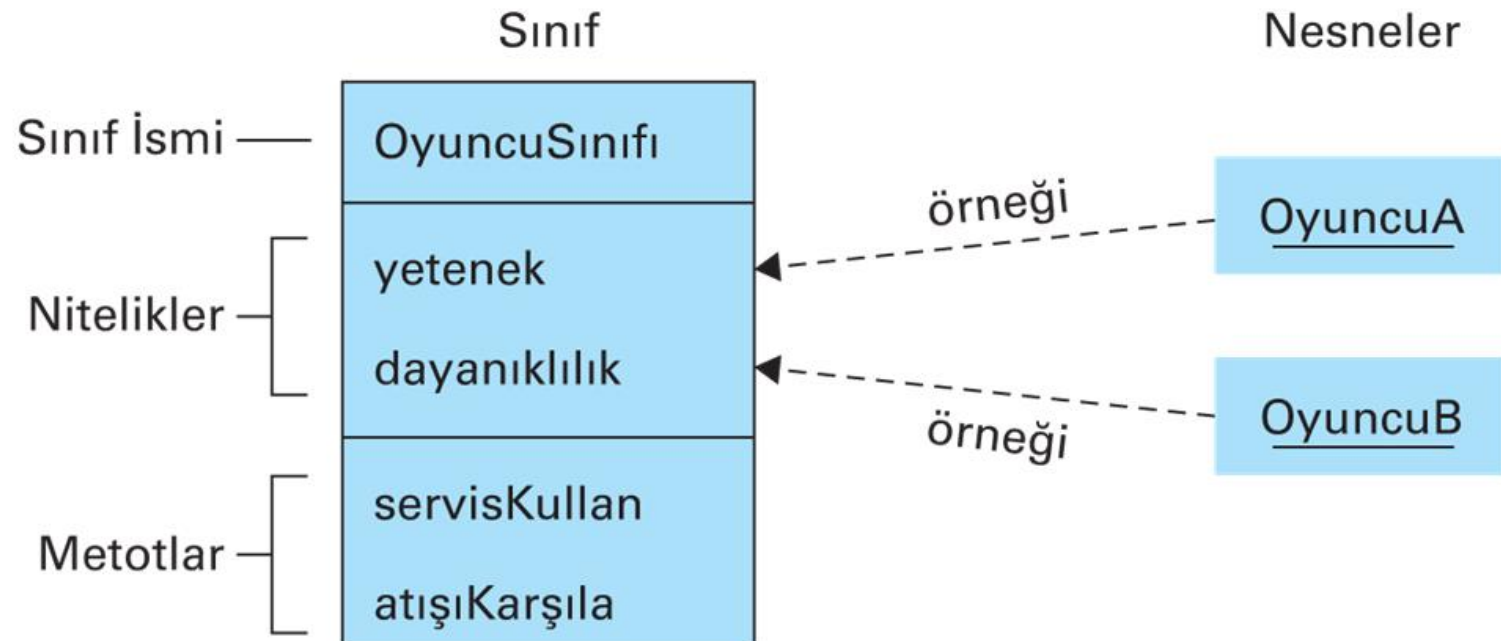 Sınıf
Nesneler
Sınıf İsmi
OyuncuSınıfı
örneği
OyuncuA
Nitelikler
yetenek
dayanıklılık
örneği
OyuncuB
Metotlar
servisKullan
atışıKarşıla